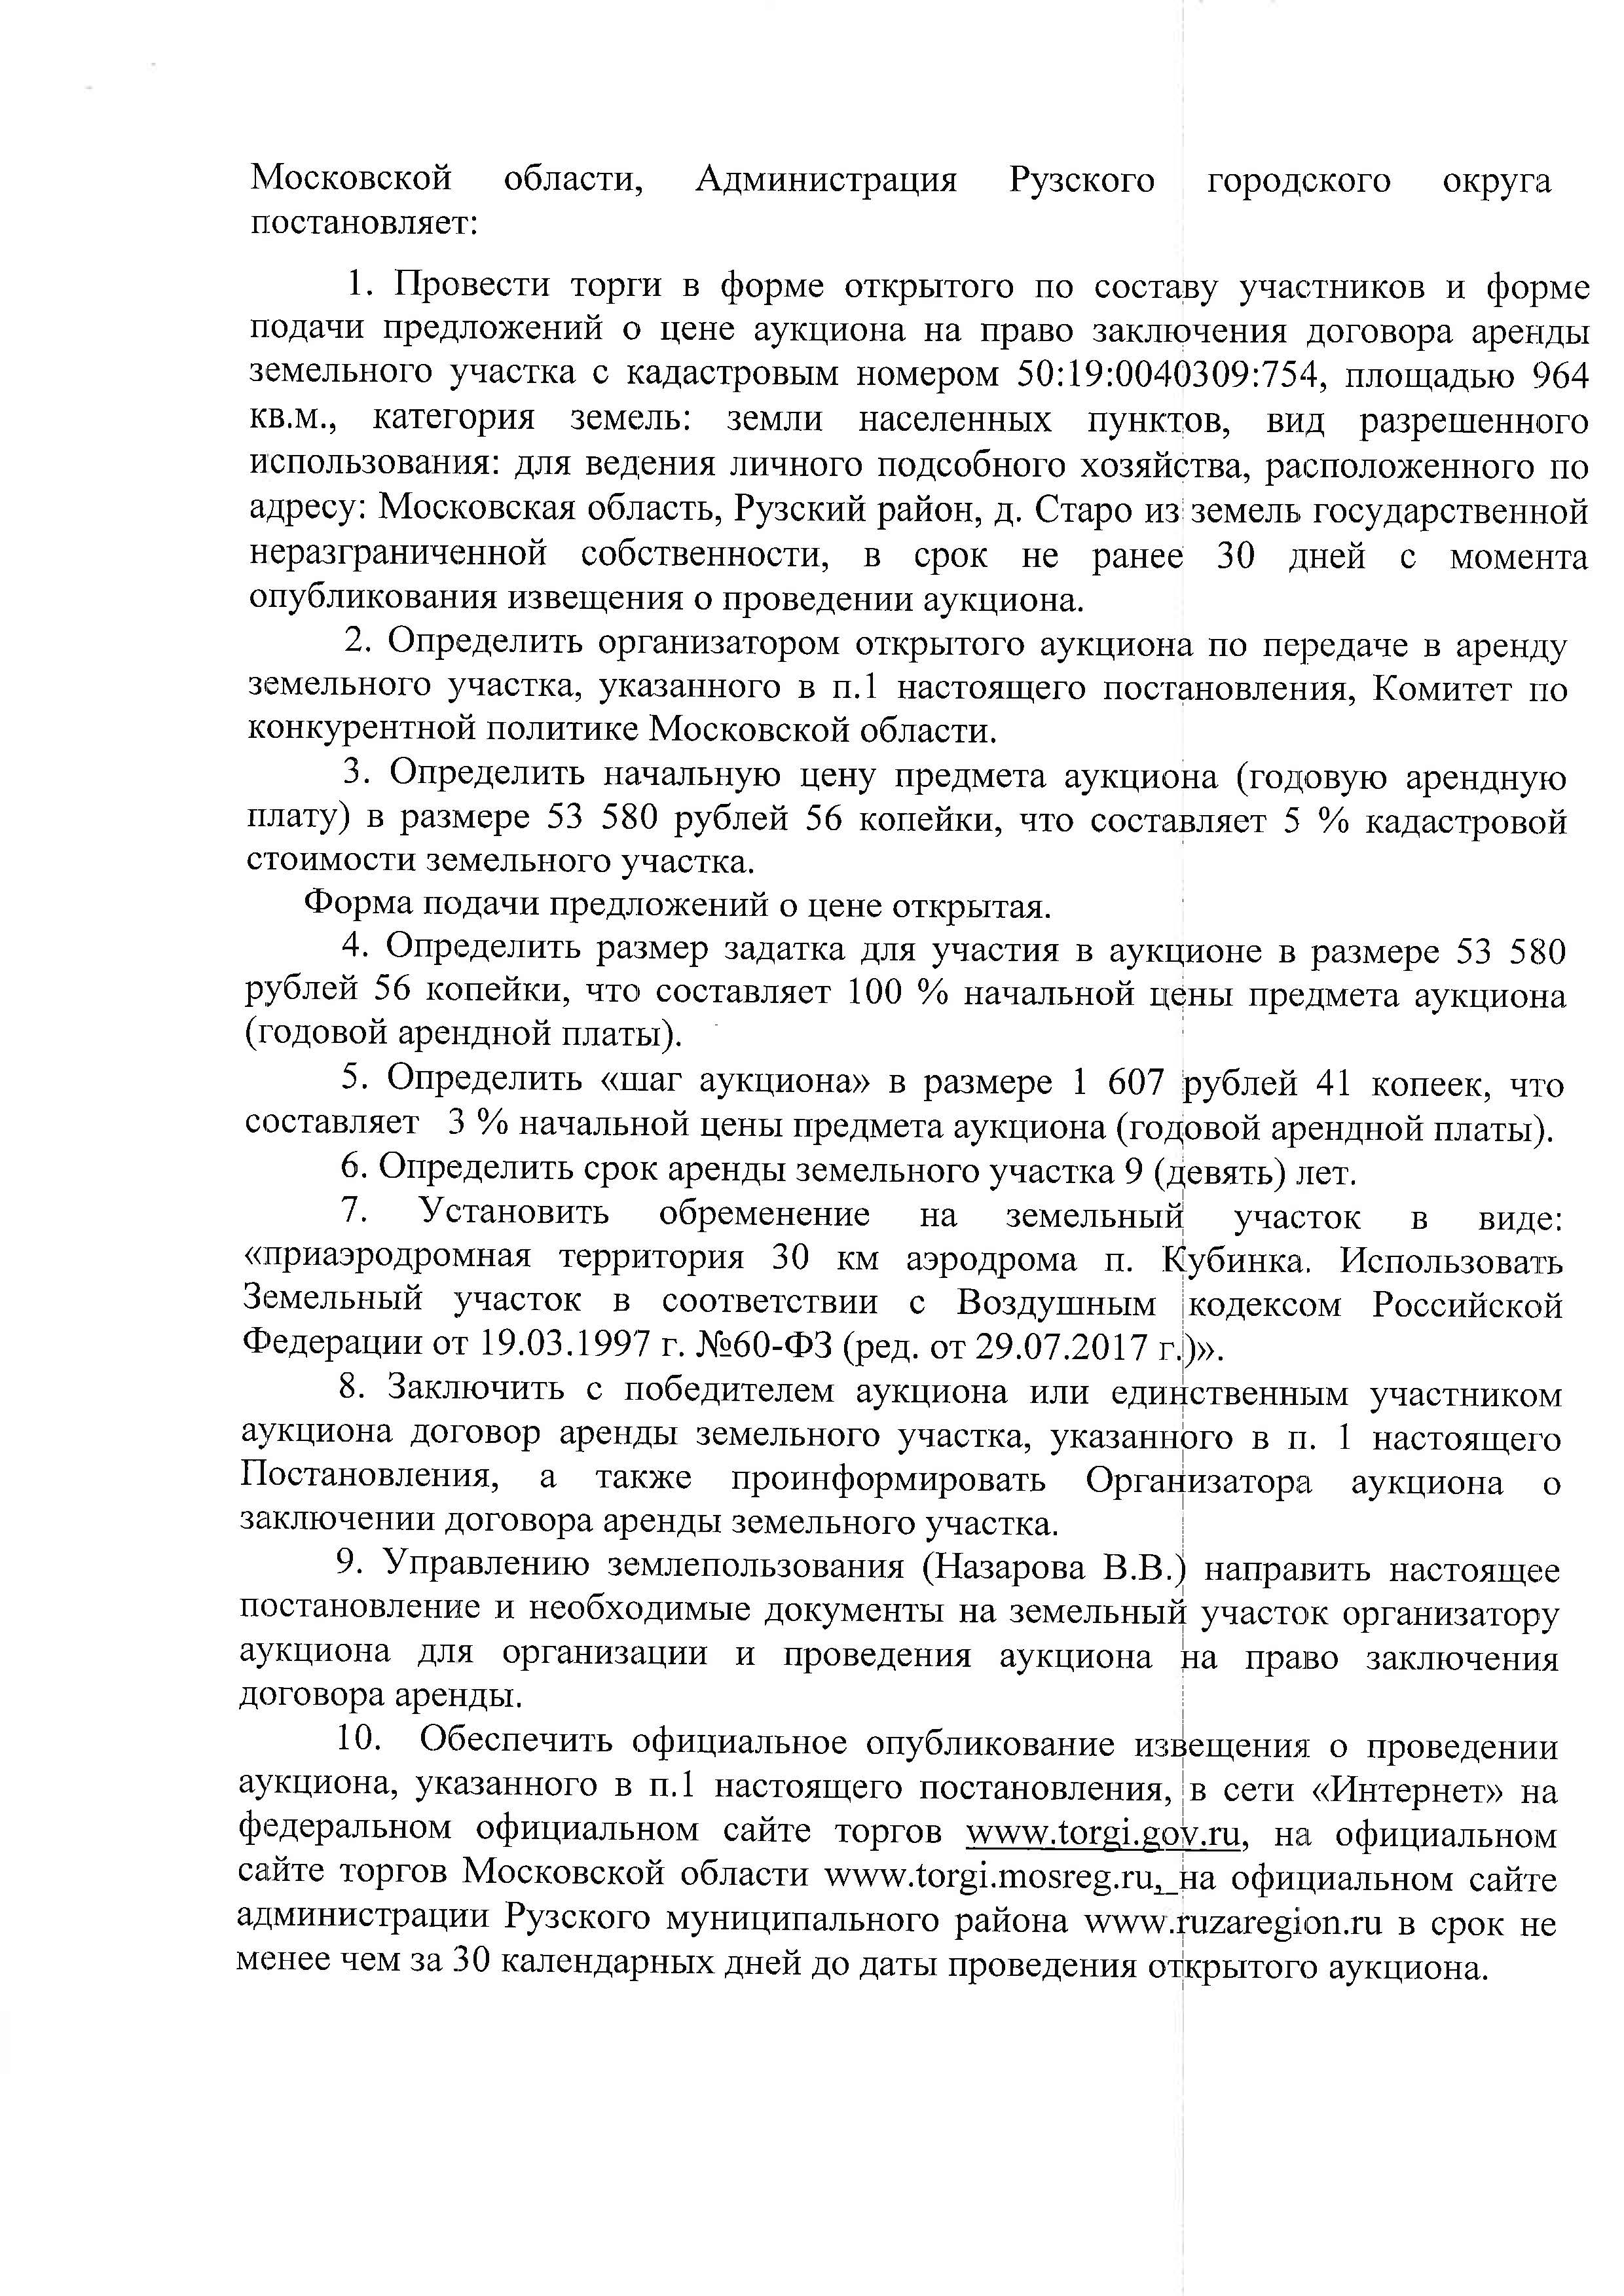 Московской области, Администрация Рузского городского округа
постановляет:
1. Провести торги в форме открытого по составу участников и форме
подачи предложений о цене аукциона на право заключения договора аренды
земельного участка с кадастровым номером 50:19:0040309:754, площадью 964
кв.м., категория земель: земли населенных пунктов, вид разрешенного
использования: для ведения личного подсобного хозяйства, расположенного по
адресу: Московская область, Рузский район, д. Старо из земель государственной
неразграниченной собственности, в срок не ранее 30 дней с момента
опубликования извещения о проведении аукциона.
2. Определить организатором открытого аукциона по передаче в аренду
земельного участка, указанного в п.1 настоящего постановления, Комитет по
конкурентной политике Московской области.
3. Определить начальную цену предмета аукциона (годовую арендную
плату) в размере 53 580 рублей 56 копейки, что составляет 5 % кадастровой
стоимости земельного участка.
Форма подачи предложений о цене открытая.
4. Определить размер задатка для участия в аукционе в размере 53 580
рублей 56 копейки, что составляет 100 % начальной цены предмета аукциона
(годовой арендной платы).
5. Определить «шаг аукциона» в размере 1 607 рублей 41 копеек, что
составляет 3 % начальной цены предмета аукциона (годовой арендной платы).
6. Определить срок аренды земельного участка 9 (девять) лет.
7. Установить обременение на земельный участок в виде:
«приаэродромная территория 30 км аэродрома п. Кубинка. Использовать
Земельный участок в соответствии с Воздушным кодексом Российской
Федерации от 19.03.1997 г. №60-ФЗ (ред. от 29.07.2017 г.)».
8. Заключить с победителем аукциона или единственным участником
аукциона договор аренды земельного участка, указанного в п. 1 настоящего
Постановления, а также проинформировать Организатора аукциона о
заключении договора аренды земельного участка.
9. Управлению землепользования (Назарова В.В.) направить настоящее
постановление и необходимые документы на земельный участок организатору
аукциона для организации и проведения аукциона на право заключения
договора аренды.
10. Обеспечить официальное опубликование извещения о проведении
аукциона, указанного в п.1 настоящего постановления, в сети «Интернет» на
федеральном официальном сайте торгов www.torgi.gov.ru, на официальном
сайте торгов Московской области www.torgi.mosreg.ru, на официальном сайте
администрации Рузского муниципального района www.ruzaregion.ru в срок не
менее чем за 30 календарных дней до даты проведения открытого аукциона.